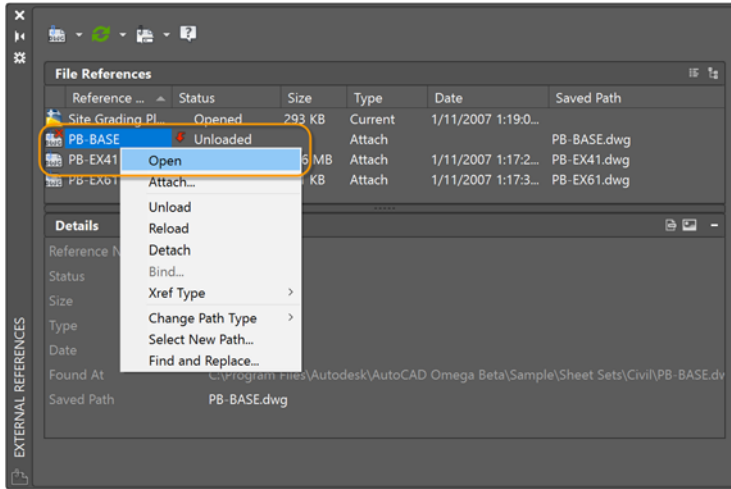 File References
Reference ... Status Size Type Date Saved Path
Site Grading Pl... Opened 293 KB Current 1/11/2007 1:19:0...
PB-BASE Unloaded Attach PB-BASE.dwg
PB-EX41 MB Attach 1/11/2007 1:17:2... PB-EX41.dwg
PB-EX61 KB Attach 1/11/2007 1:17:3... PB-EX61.dwg
Open
Attach...
Unload
Reload
Detach
Bind...
Xref Type
Change Path Type
Select New Path...
Find and Replace...
Details
Reference N
Status
Size
Type
Date
Found At C:\Program Files\Autodesk\AutoCAD Omega Beta\Sample\Sheet Sets\Civil\PB-BASE.dw
Saved Path PB-BASE.dwg
EXTERNAL REFERENCES